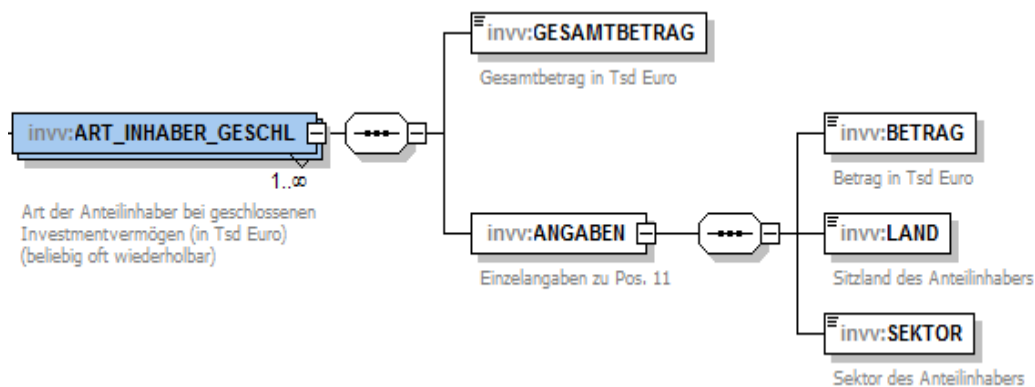 invv:GESAMTBETRAG
Gesamtbetrag in Tsd Euro
invv:ART_INHABER_GESCHL
1..∞
Art der Anteilinhaber bei geschlossenen
Investmentvermögen (in Tsd Euro)
(beliebig oft wiederholbar)
invv:BETRAG
Betrag in Tsd Euro
invv:ANGABEN
Einzelangaben zu Pos. 11
invv:LAND
Sitzland des Anteilinhabers
invv:SEKTOR
Sektor des Anteilinhabers